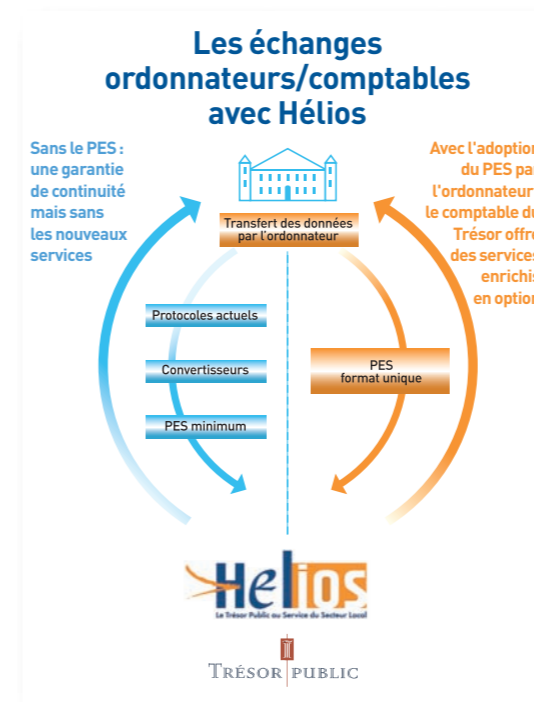 Les échanges
ordonnateurs/comptables
avec Hélios
Sans le PES :
une garantie
de continuité
mais sans
les nouveaux
services
Avec l'adoption
du PES par
l'ordonnateur
le comptable du
Trésor offre
des services
enrichis
en option
Transfert des données
par l'ordonnateur
Protocoles actuels
Convertisseurs
PES minimum
PES
format unique
Helios
Le Trésor Public au Service du Secteur Local
TRÉSOR PUBLIC